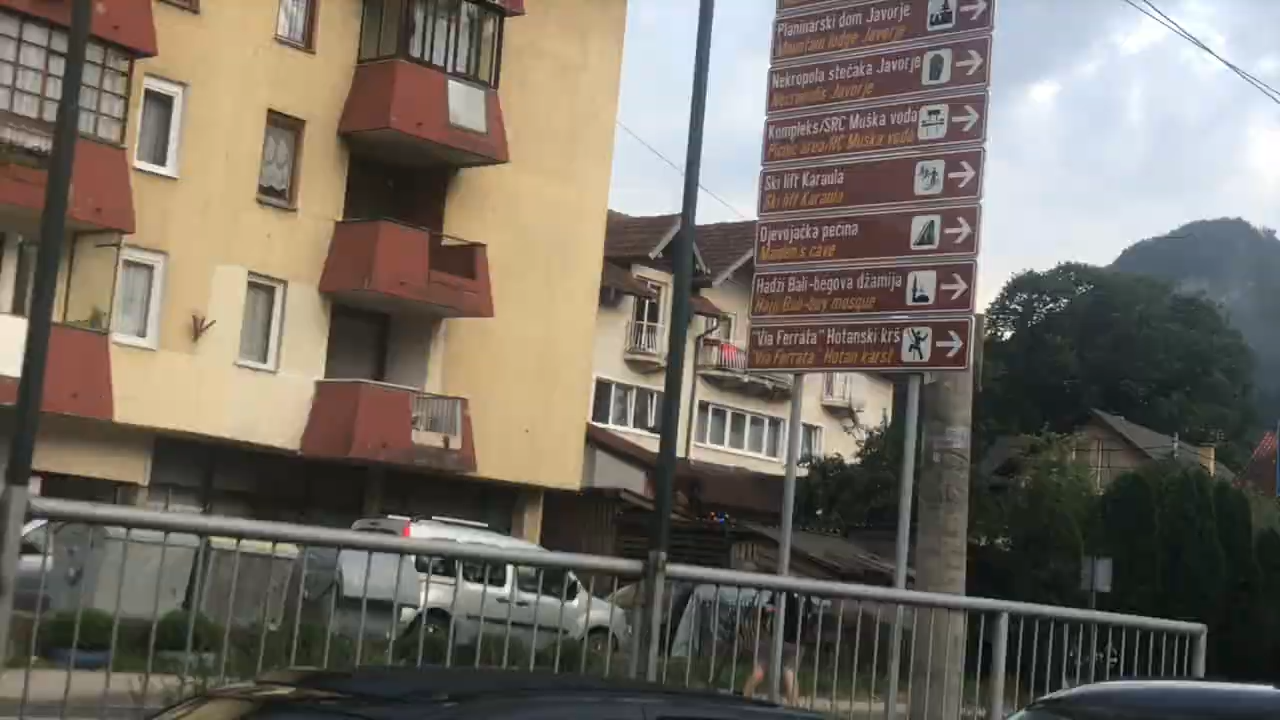 Planinarski dom Javorje
Mountain lodge Javorje
Nekropola stećaka Javorje
Necropolis Javorje
Kompleks/SRC Muška voda
Picnic area/RC Muška voda
Ski lift Karaula
Ski lift Karaula
Djevojačka pećina
Maiden's cave
Hadži Bali-begova džamija
Haji Bali-bey mosque
"Via Ferrata" Hotanski krš
"Via Ferrata" Hotan karst